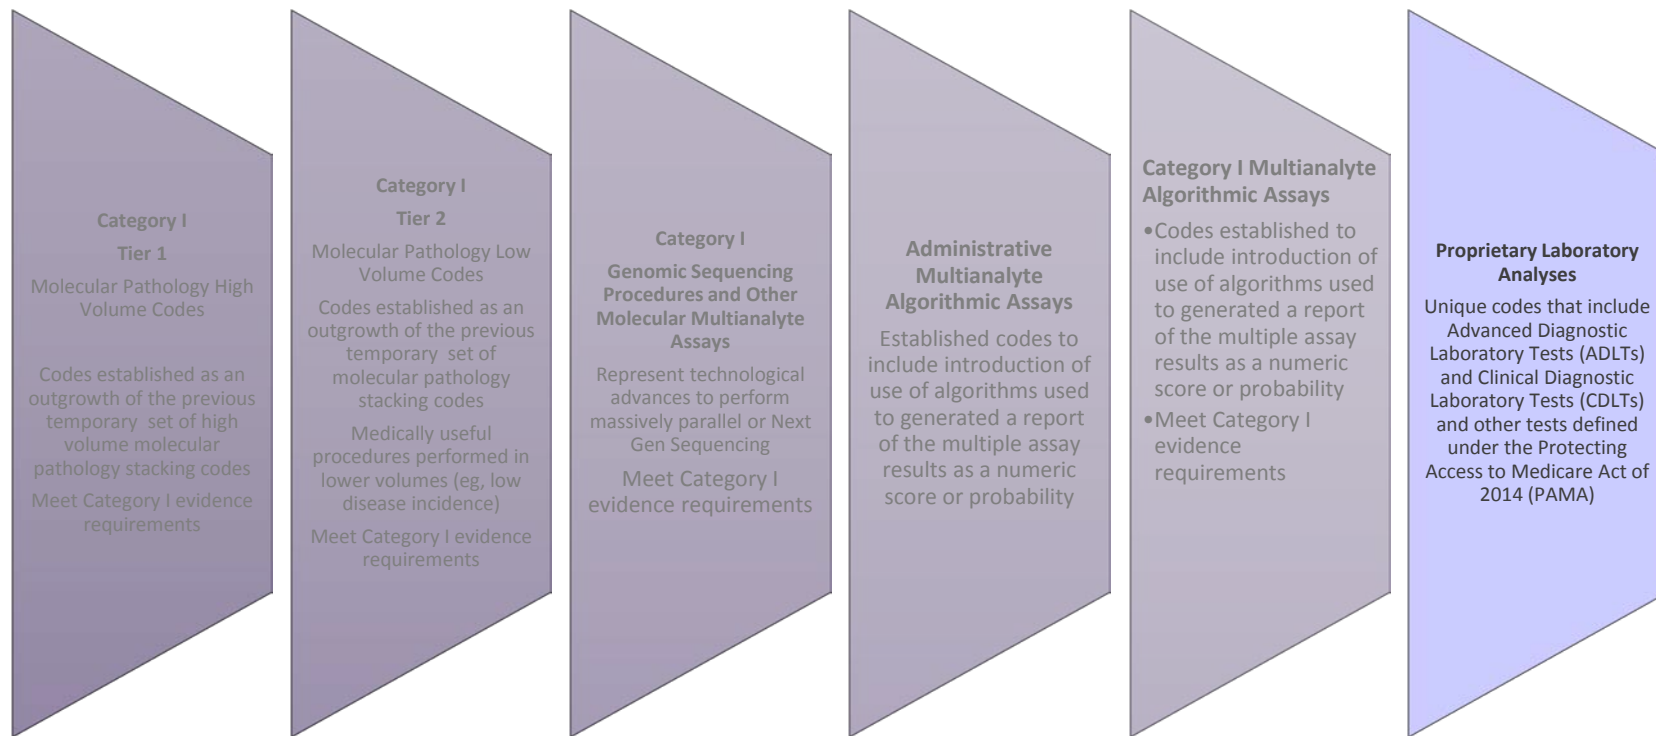 Category I
Tier 1
Molecular Pathology High
Volume Codes
Codes established as an
outgrowth of the previous
temporary set of high
volume molecular
pathology stacking codes
Meet Category I evidence
requirements
Category I
Tier 2
Molecular Pathology Low
Volume Codes
Codes established as an
outgrowth of the previous
temporary set of
molecular pathology
stacking codes
Medically useful
procedures performed in
lower volumes (eg, low
disease incidence)
Meet Category I evidence
requirements
Category I
Genomic Sequencing
Procedures and Other
Molecular Multianalyte
Assays
Represent technological
advances to perform
massively parallel or Next
Gen Sequencing
Meet Category I
evidence requirements
Administrative
Multianalyte
Algorithmic Assays
Established codes to
include introduction of
use of algorithms used
to generated a report
of the multiple assay
results as a numeric
score or probability
Category I Multianalyte
Algorithmic Assays
•Codes established to
include introduction of
use of algorithms used
to generated a report
of the multiple assay
results as a numeric
score or probability
•Meet Category I
evidence
requirements
Proprietary Laboratory
Analyses
Unique codes that include
Advanced Diagnostic
Laboratory Tests (ADLTs)
and Clinical Diagnostic
Laboratory Tests (CDLTs)
and other tests defined
under the Protecting
Access to Medicare Act of
2014 (PAMA)